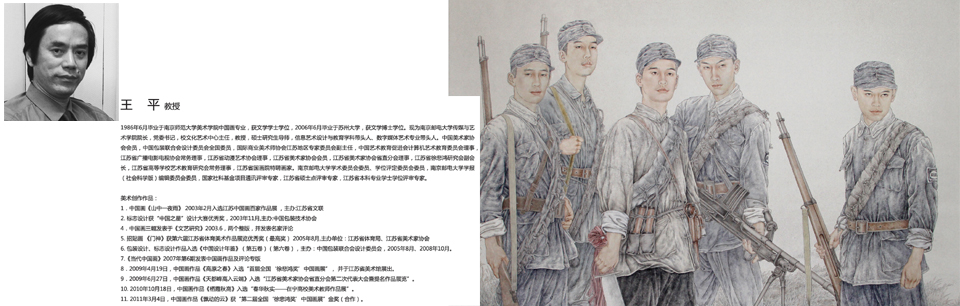 王 平 教授
1986年6月毕业于南京师范大学美术学院中国画专业，获文学学士学位，2006年6月毕业于苏州大学，获文学博士学位。现为南京邮电大学传媒与艺
术学院院长，党委书记，校文化艺术中心主任，教授，硕士研究生导师，信息艺术设计与教育学科带头人、数字媒体艺术专业带头人。中国美术家协
会会员，中国包装联合会设计委员会全国委员，国际商业美术师协会江苏地区专家委员会副主任，中国艺术教育促进会计算机艺术教育委员会理事，
江苏省广播电影电视协会常务理事，江苏省动漫艺术协会理事，江苏省美术家协会会员，江苏省美术家协会省直分会理事，江苏省徐悲鸿研究会副会
长，江苏省高等学校艺术教育研究会常务理事，江苏省国画院特聘画家。南京邮电大学学术委员会委员、学位评定委员会委员，南京邮电大学学报
（社会科学版）编辑委员会委员，国家社科基金项目通讯评审专家，江苏省硕士点评审专家，江苏省本科专业学士学位评审专家。
美术创作作品：
1．中国画《山中一夜雨》 2003年2月入选江苏中国画百家作品展 ，主办:江苏省文联
2. 标志设计获“中国之星”设计大赛优秀奖，2003年11月,主办:中国包装技术协会
4．中国画三幅发表于《文艺研究》2003.6，两个整版，并发表名家评论
5. 招贴画 《门神》获第六届江苏省体育美术作品展览优秀奖（最高奖） 2005年8月,主办单位：江苏省体育局、江苏省美术家协会
6. 包装设计、标志设计作品入选《中国设计年鉴》（第五卷）（第六卷），主办：中国包装联合会设计委员会，2005年8月、2008年10月。
7.《当代中国画》2007年第6期发表中国画作品及评论专版
8．2009年4月19日，中国画作品《高原之春》入选“首届全国 ‘徐悲鸿奖’ 中国画展”，并于江苏省美术馆展出。
9．2009年6月27日，中国画作品《天都峰高入云端》入选“江苏省美术家协会省直分会第二次代表大会兼提名作品展览”。
10．2010年10月18日，中国画作品《栖霞秋高》入选“春华秋实——在宁高校美术教师作品展”。
11. 2011年3月4日，中国画作品《飘动的云》获“第二届全国 ‘徐悲鸿奖’ 中国画展”金奖（合作）。